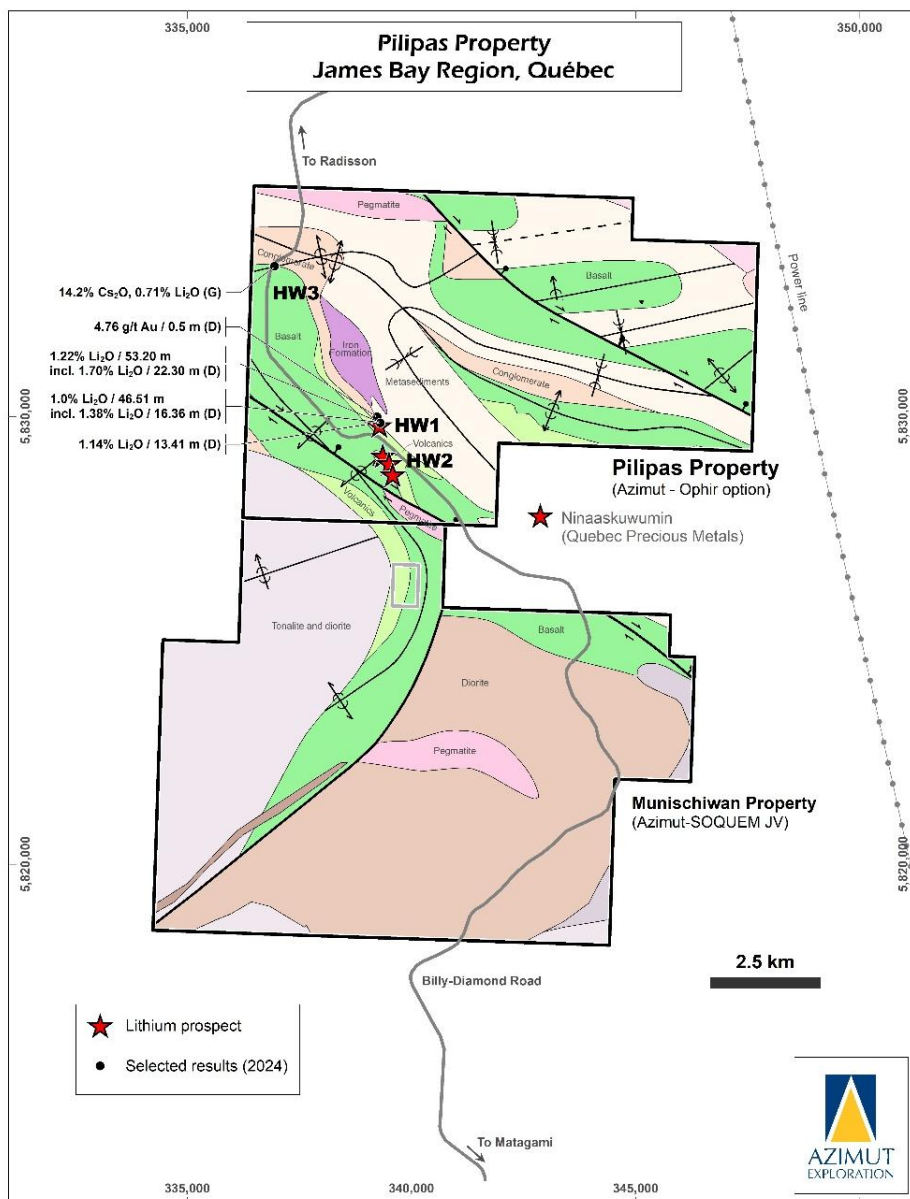 335,000
350,000
Pilipas Property
James Bay Region, Québec
To Radisson
Pegmatite
Power line
Conglomerate
Basalt
14.2% Cs₂O, 0.71% Li₂O (G)
HW3
4.76 g/t Au / 0.5 m (D)
Basalt
Iron
Formation
1.22% Li₂O / 53.20 m
incl. 1.70% Li₂O / 22.30 m (D)
Metasediments
Conglomerate
1.0% Li₂O / 46.51 m
incl. 1.38% Li₂O / 16.36 m (D)
5,830,000
5,830,000
HW1
1.14% Li₂O / 13.41 m (D)
Volcanics
HW2
Pilipas Property
(Azimut - Ophir option)
Volcanics
Pegmatite
Ninaaskuwumin
(Quebec Precious Metals)
Tonalite and diorite
Basalt
Diorite
Pegmatite
Munischiwan Property
(Azimut-SOQUEM JV)
5,820,000
5,820,000
2.5 km
Billy-Diamond Road
Lithium prospect
Selected results (2024)
To Matagami
AZIMUT
EXPLORATION
335,000
340,000
345,000